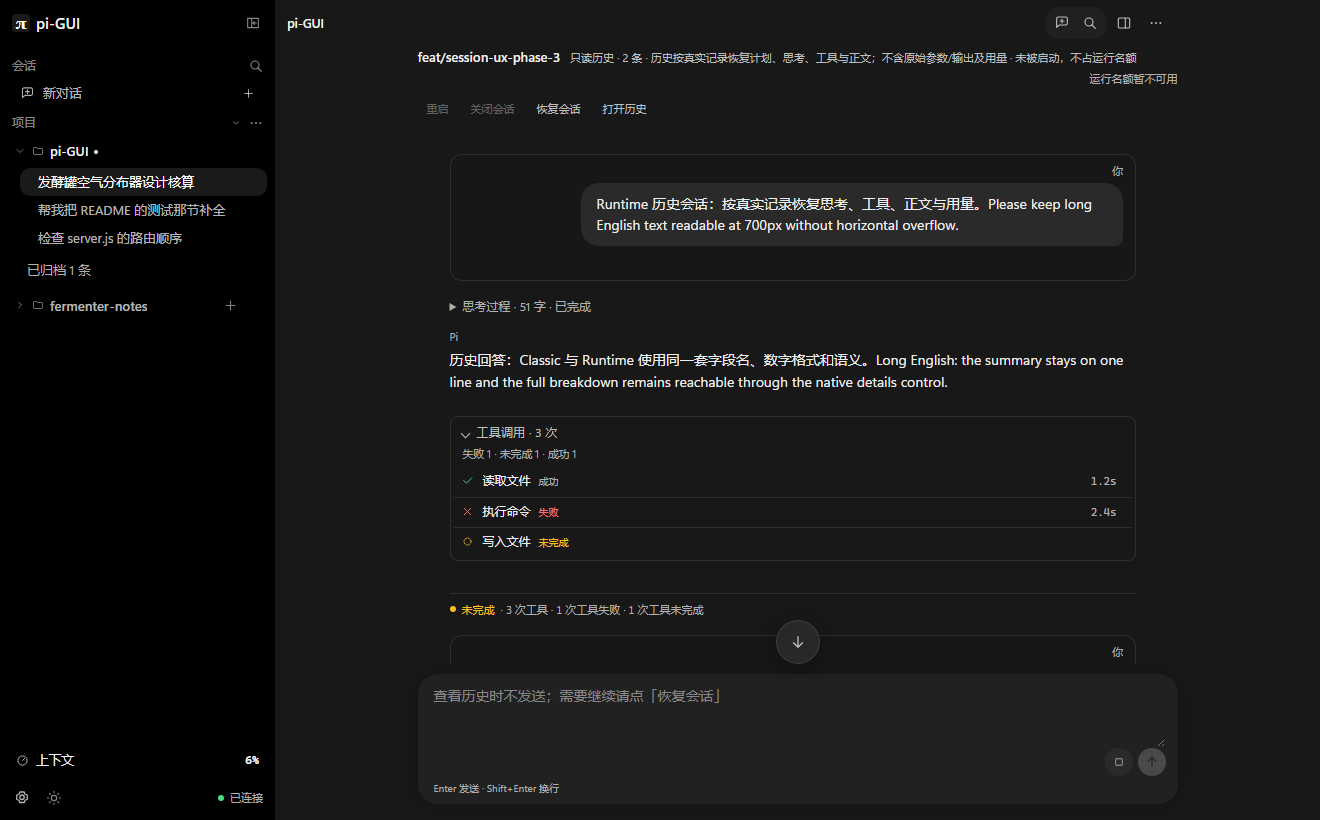 π pi-GUI
会话
新对话
项目
pi-GUI
发酵罐空气分布器设计核算
帮我把 README 的测试那节补全
检查 server.js 的路由顺序
已归档 1 条
fermenter-notes
上下文 6%
已连接
pi-GUI
feat/session-ux-phase-3 只读历史 · 2 条 · 历史按真实记录恢复计划、思考、工具与正文；不含原始参数/输出及用量 · 未被启动，不占运行名额
运行名额暂不可用
重启 关闭会话 恢复会话 打开历史
你
Runtime 历史会话：按真实记录恢复思考、工具、正文与用量。Please keep long
English text readable at 700px without horizontal overflow.
思考过程 · 51 字 · 已完成
Pi
历史回答：Classic 与 Runtime 使用同一套字段名、数字格式和语义。Long English: the summary stays on one
line and the full breakdown remains reachable through the native details control.
工具调用 · 3 次
失败 1 · 未完成 1 · 成功 1
读取文件 成功 1.2s
执行命令 失败 2.4s
写入文件 未完成
未完成 · 3 次工具 · 1 次工具失败 · 1 次工具未完成
你
查看历史时不发送；需要继续请点「恢复会话」
Enter 发送 · Shift+Enter 换行